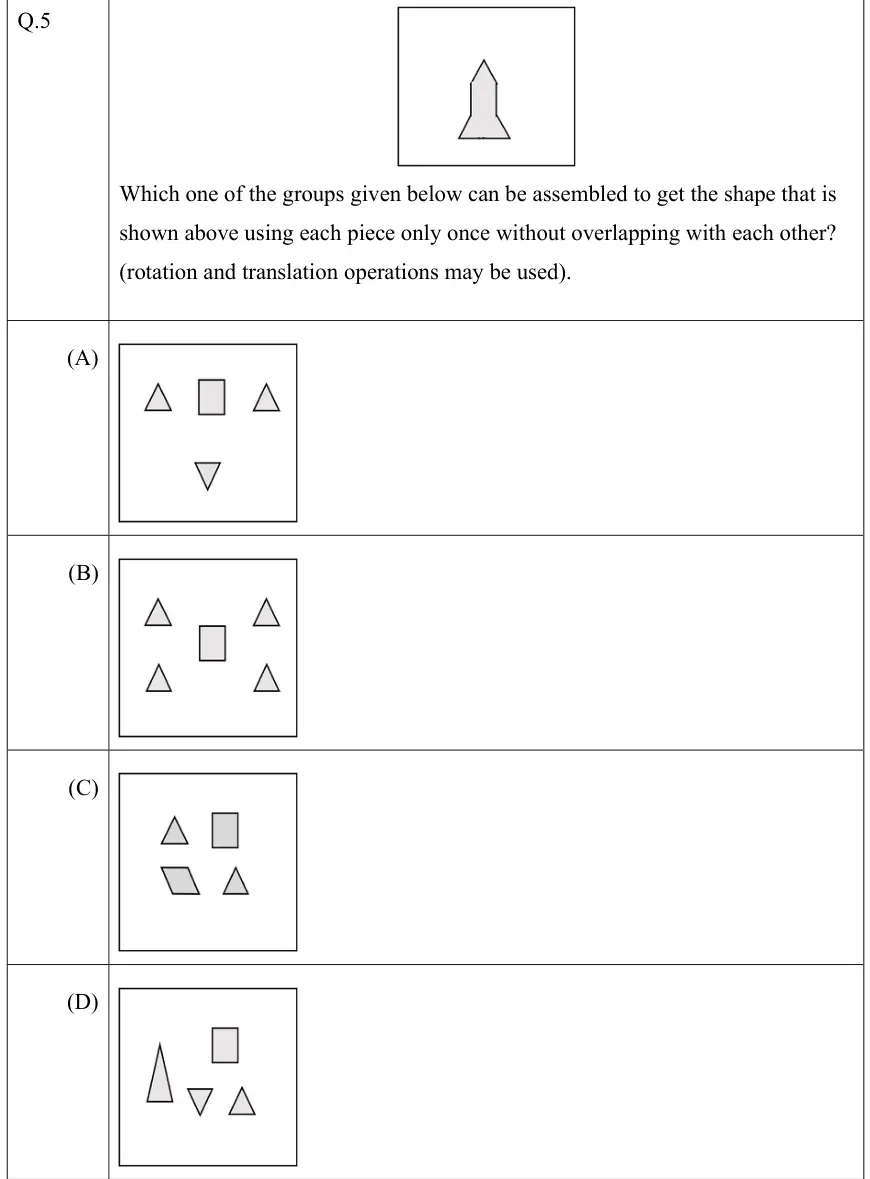 Q.5
Which one of the groups given below can be assembled to get the shape that is
shown above using each piece only once without overlapping with each other?
(rotation and translation operations may be used).
(A)
(B)
(C)
(D)